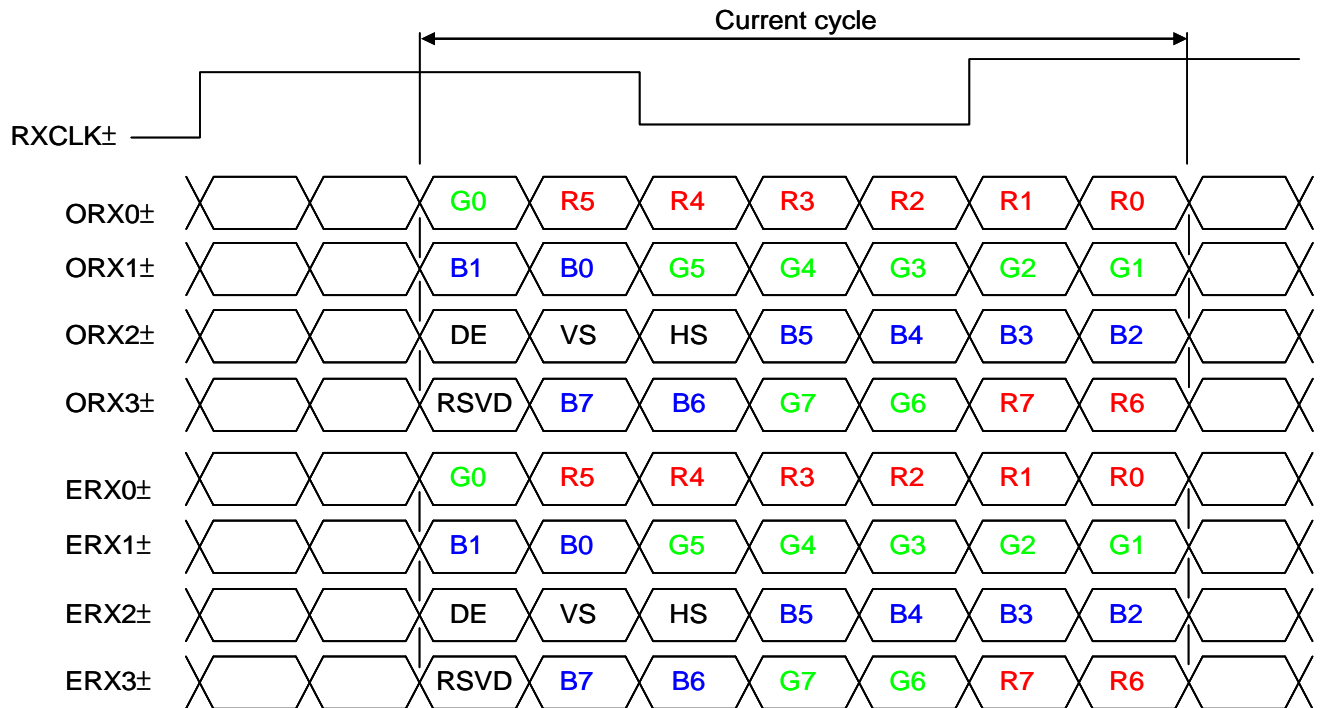 Current cycle
RXCLK±
ORX0± G0 R5 R4 R3 R2 R1 R0
ORX1± B1 B0 G5 G4 G3 G2 G1
ORX2± DE VS HS B5 B4 B3 B2
ORX3± RSVD B7 B6 G7 G6 R7 R6
ERX0± G0 R5 R4 R3 R2 R1 R0
ERX1± B1 B0 G5 G4 G3 G2 G1
ERX2± DE VS HS B5 B4 B3 B2
ERX3± RSVD B7 B6 G7 G6 R7 R6